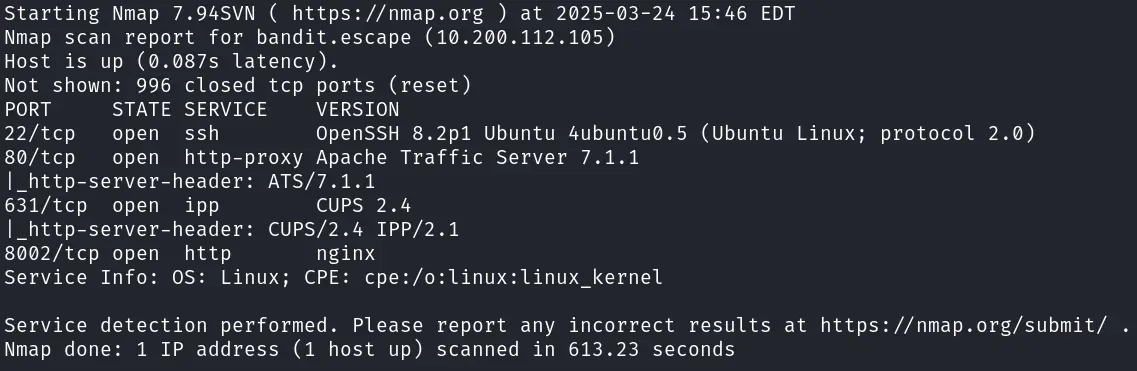 Starting Nmap 7.94SVN ( https://nmap.org ) at 2025-03-24 15:46 EDT
Nmap scan report for bandit.escape (10.200.112.105)
Host is up (0.087s latency).
Not shown: 996 closed tcp ports (reset)
PORT     STATE SERVICE    VERSION
22/tcp   open  ssh        OpenSSH 8.2p1 Ubuntu 4ubuntu0.5 (Ubuntu Linux; protocol 2.0)
80/tcp   open  http-proxy Apache Traffic Server 7.1.1
|_http-server-header: ATS/7.1.1
631/tcp  open  ipp        CUPS 2.4
|_http-server-header: CUPS/2.4 IPP/2.1
8002/tcp open  http       nginx
Service Info: OS: Linux; CPE: cpe:/o:linux:linux_kernel
Service detection performed. Please report any incorrect results at https://nmap.org/submit/ .
Nmap done: 1 IP address (1 host up) scanned in 613.23 seconds